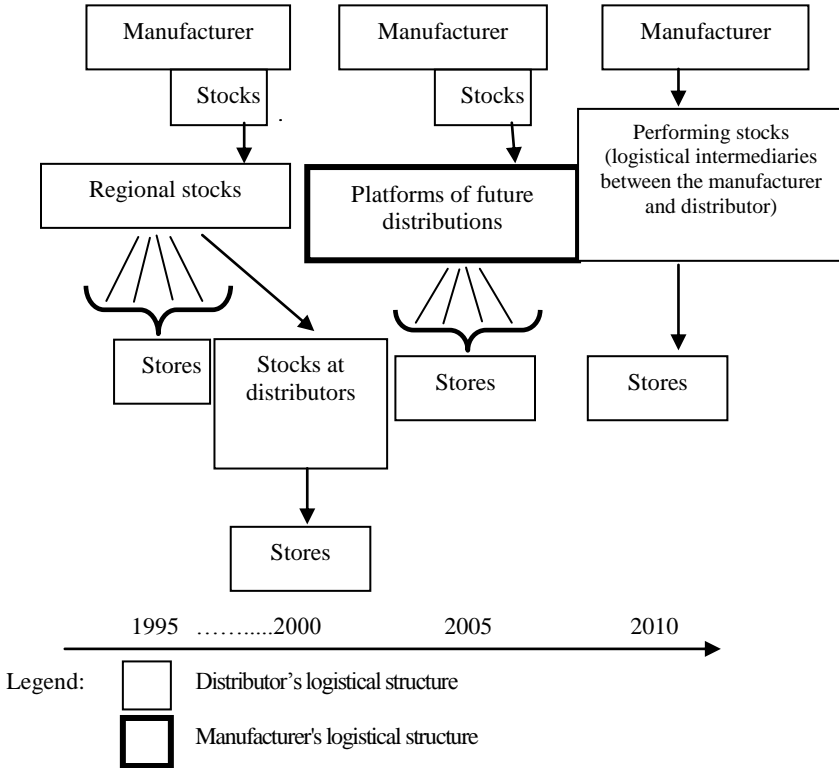 Manufacturer
Manufacturer
Manufacturer
Stocks
Stocks
Performing stocks
(logistical intermediaries
between the manufacturer
and distributor)
Regional stocks
Platforms of future
distributions
Stores
Stocks at
distributors
Stores
Stores
Stores
1995 …….....2000 2005 2010
Legend:
Distributor’s logistical structure
Manufacturer's logistical structure